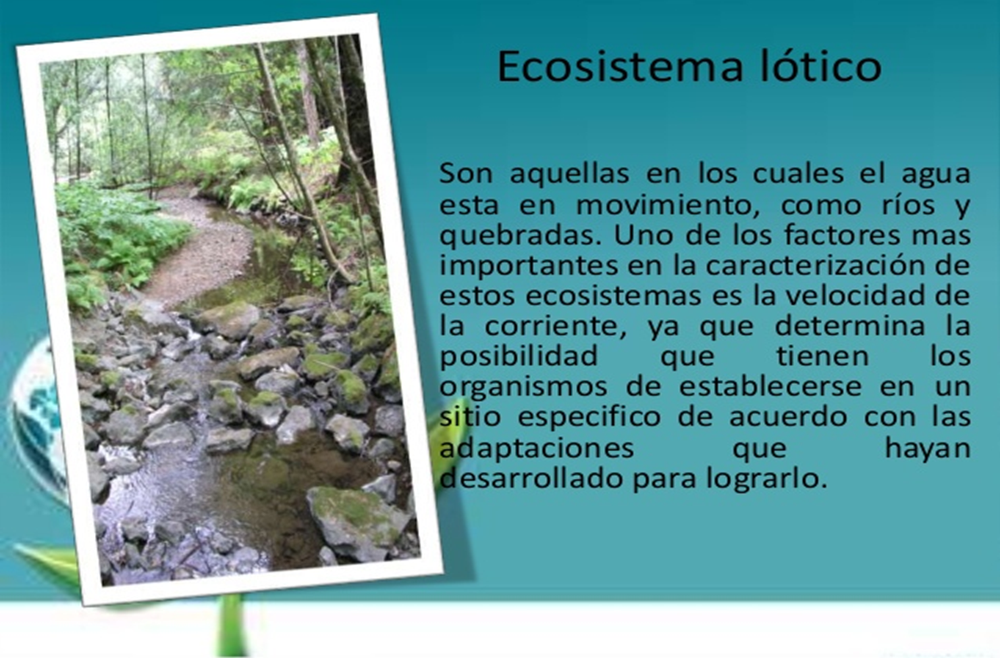 Ecosistema lótico
Son aquellas en los cuales el agua
esta en movimiento, como ríos y
quebradas. Uno de los factores mas
importantes en la caracterización de
estos ecosistemas es la velocidad de
la corriente, ya que determina la
posibilidad que tienen los
organismos de establecerse en un
sitio especifico de acuerdo con las
adaptaciones que hayan
desarrollado para lograrlo.